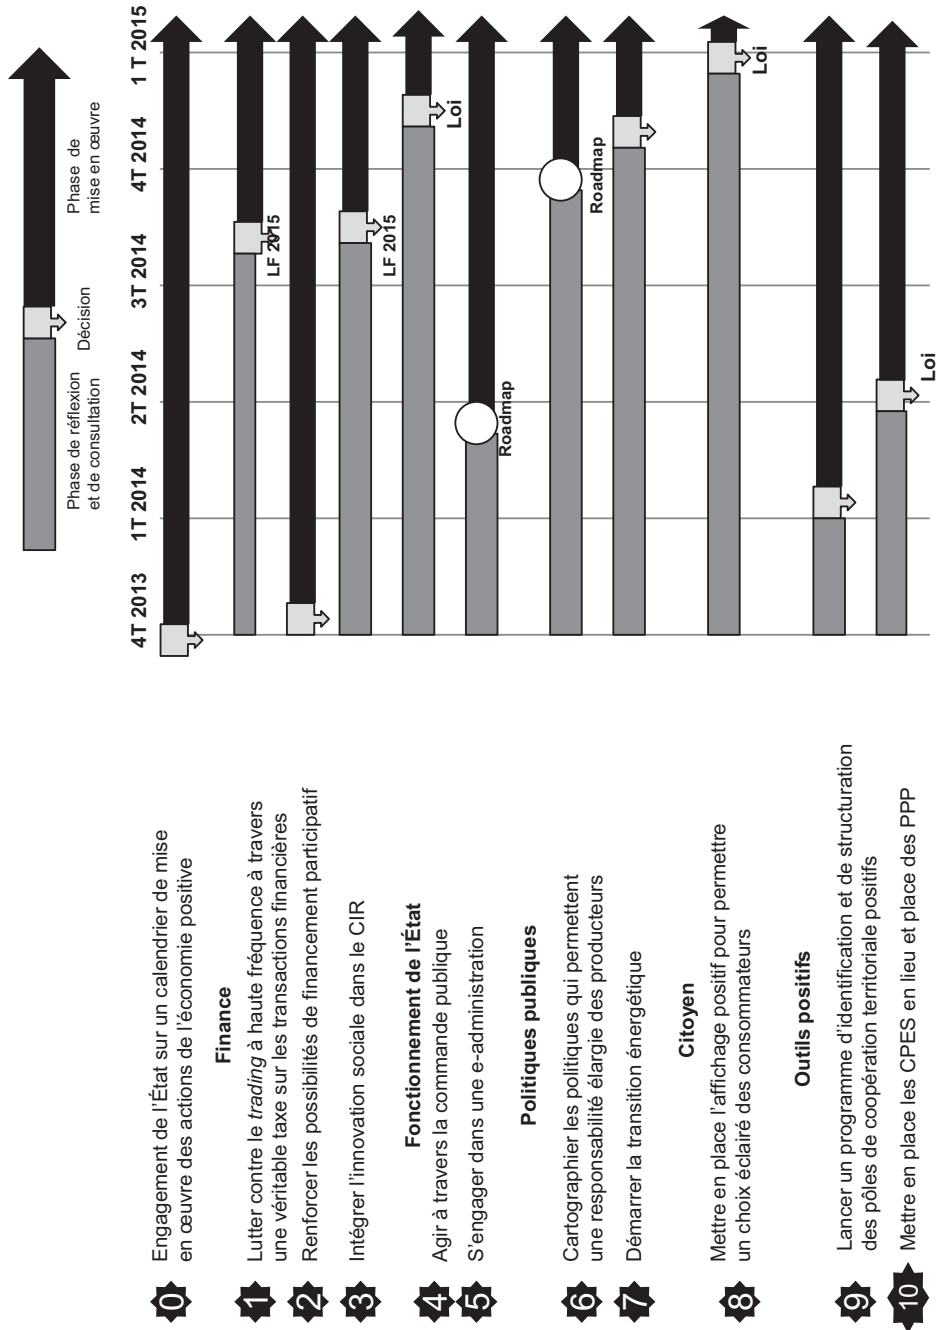 Phase de réflexion
et de consultation
Décision
Phase de
mise en œuvre
4T 2013
1T 2014
2T 2014
3T 2014
4T 2014
1 T 2015
0
Engagement de l'État sur un calendrier de mise
en œuvre des actions de l'économie positive
Finance
1
Lutter contre le trading à haute fréquence à travers
une véritable taxe sur les transactions financières
LF 2015
2
Renforcer les possibilités de financement participatif
3
Intégrer l'innovation sociale dans le CIR
LF 2015
Fonctionnement de l'État
4
Agir à travers la commande publique
Loi
5
S'engager dans une e-administration
Roadmap
Politiques publiques
6
Cartographier les politiques qui permettent
une responsabilité élargie des producteurs
Roadmap
7
Démarrer la transition énergétique
Citoyen
8
Mettre en place l'affichage positif pour permettre
un choix éclairé des consommateurs
Loi
Outils positifs
9
Lancer un programme d'identification et de structuration
des pôles de coopération territoriale positifs
10
Mettre en place les CPES en lieu et place des PPP
Loi